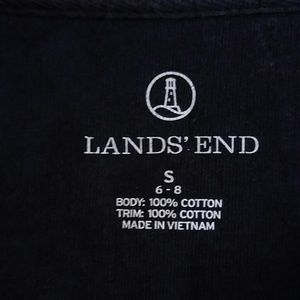 LANDS' END
S
6 - 8
BODY: 100% COTTON
TRIM: 100% COTTON
MADE IN VIETNAM